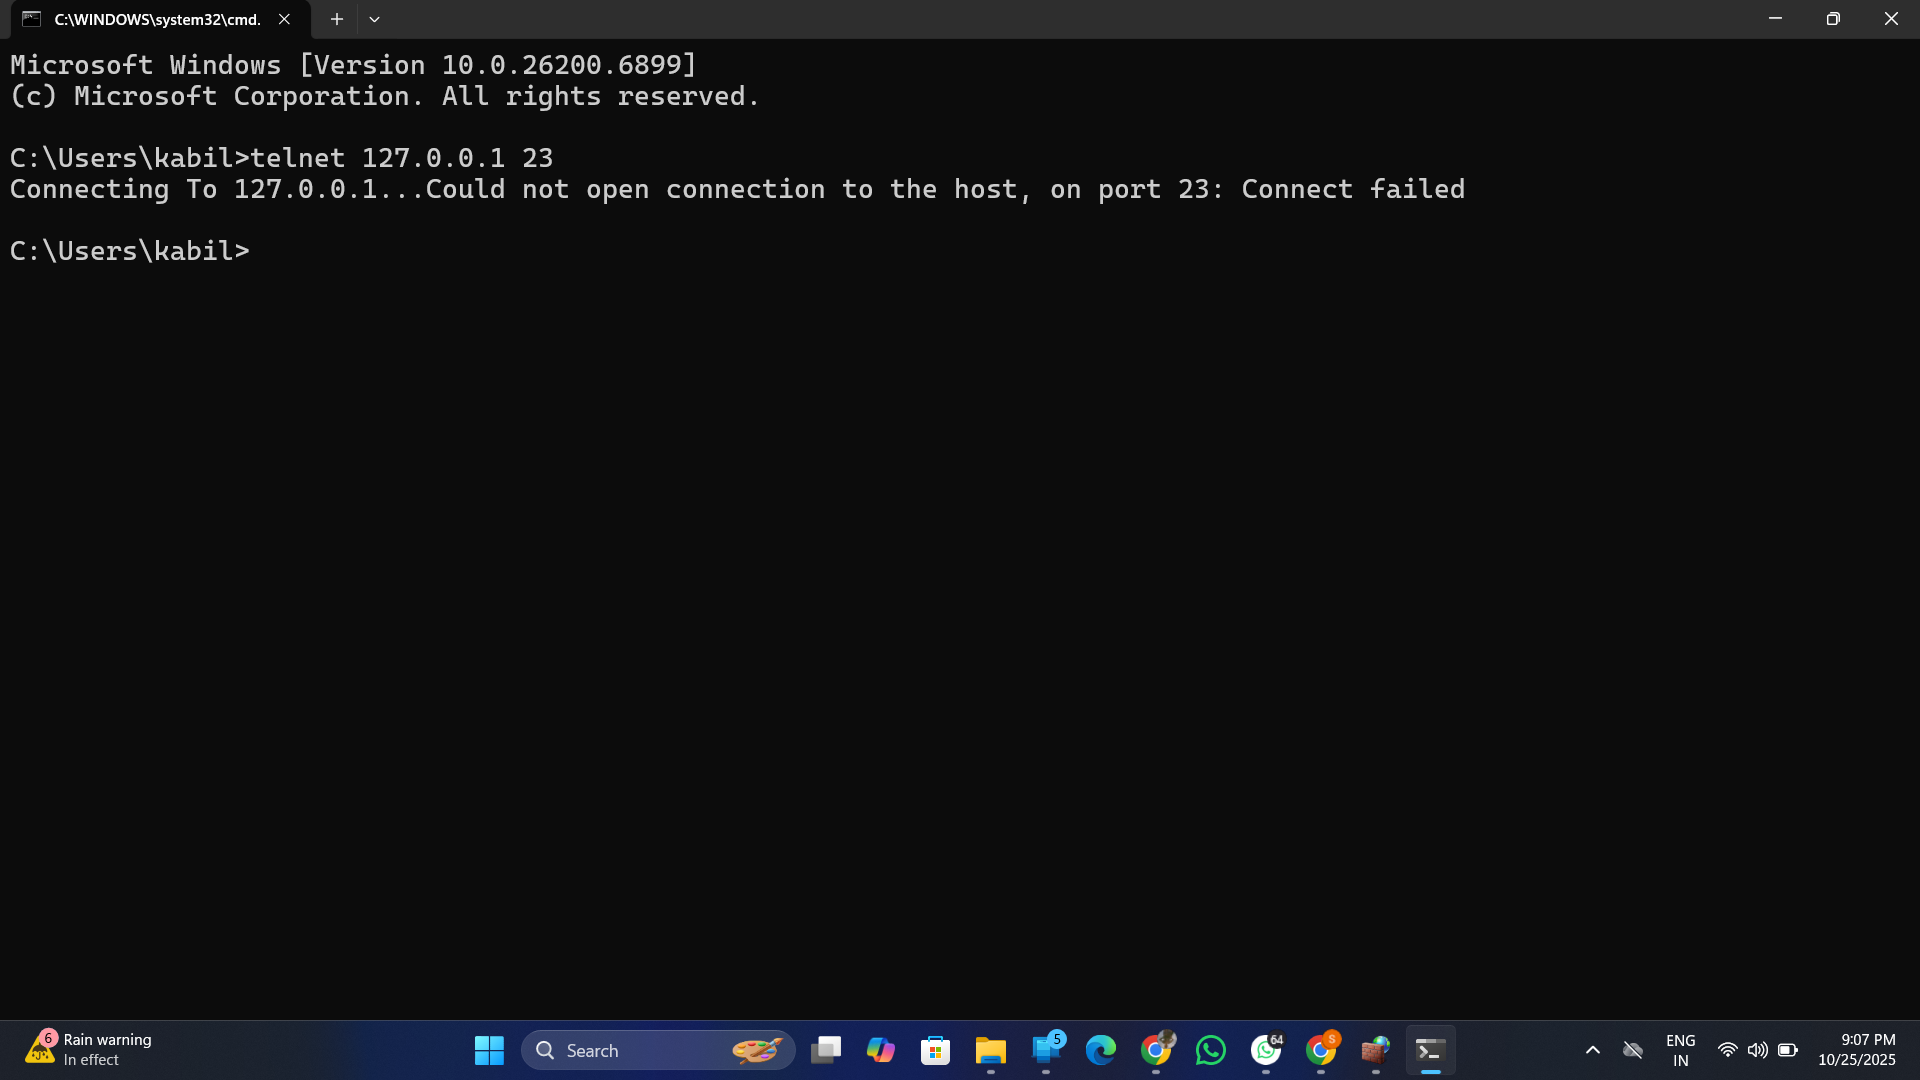 C:\WINDOWS\system32\cmd.
Microsoft Windows [Version 10.0.26200.6899]
(c) Microsoft Corporation. All rights reserved.
C:\Users\kabil>telnet 127.0.0.1 23
Connecting To 127.0.0.1...Could not open connection to the host, on port 23: Connect failed
C:\Users\kabil>
6
Rain warning
In effect
Search
5
64
S
ENG
IN
9:07 PM
10/25/2025